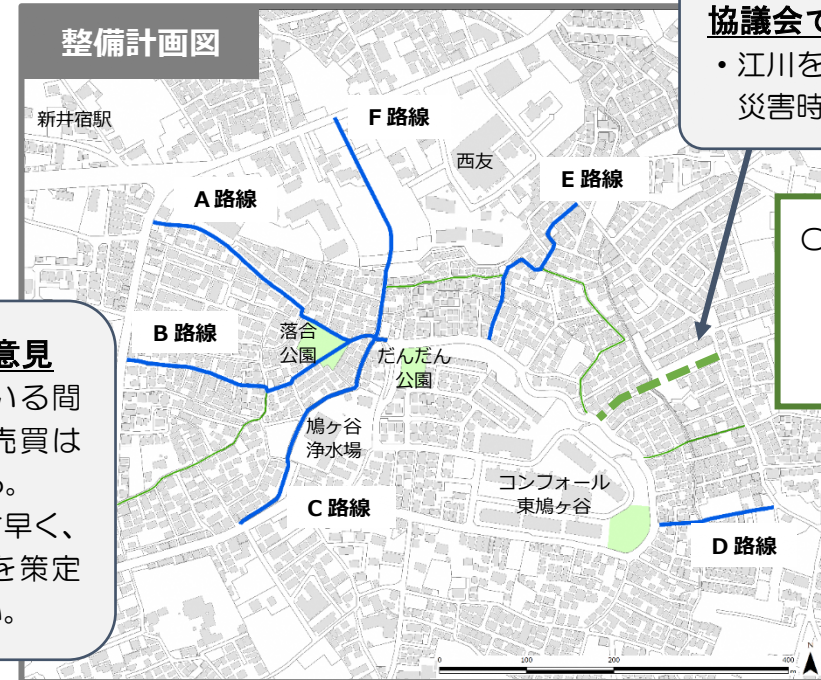 整備計画図
協議会で
・江川を
災害時
新井宿駅
F 路線
西友
A 路線
E 路線
〇
意見
いる間
売買は
B 路線
落合
公園
だんだん
公園
鳩ヶ谷
浄水場
コンフォール
東鳩ヶ谷
早く、
を策定
C 路線
D 路線
0 100 200 400
m
N